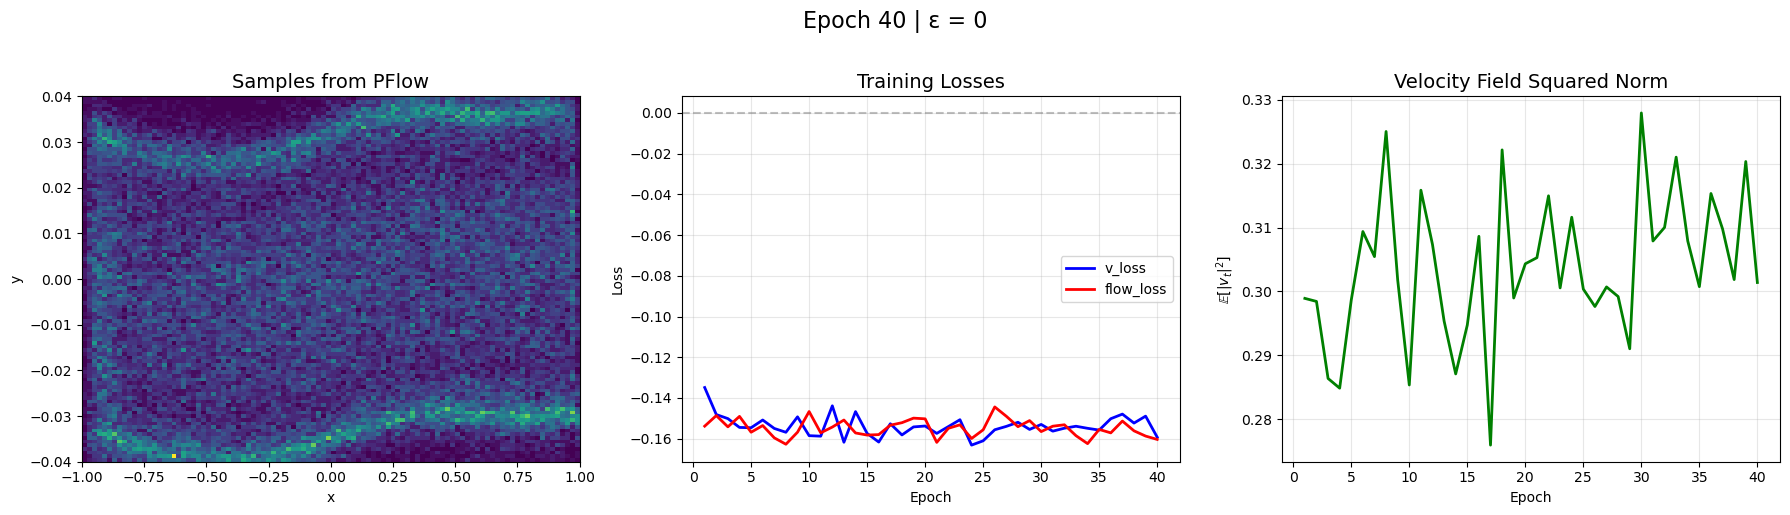 Epoch 40 | ε = 0
Samples from PFlow
0.04
0.03
0.02
0.01
0.00
−0.01
−0.02
−0.03
−0.04
y
−1.00 −0.75 −0.50 −0.25 0.00 0.25 0.50 0.75 1.00
x
Training Losses
0.00
−0.02
−0.04
−0.06
−0.08
−0.10
−0.12
−0.14
−0.16
Loss
v_loss
flow_loss
0 5 10 15 20 25 30 35 40
Epoch
Velocity Field Squared Norm
0.33
0.32
0.31
0.30
0.29
0.28
𝔼[|v_t|²]
0 5 10 15 20 25 30 35 40
Epoch